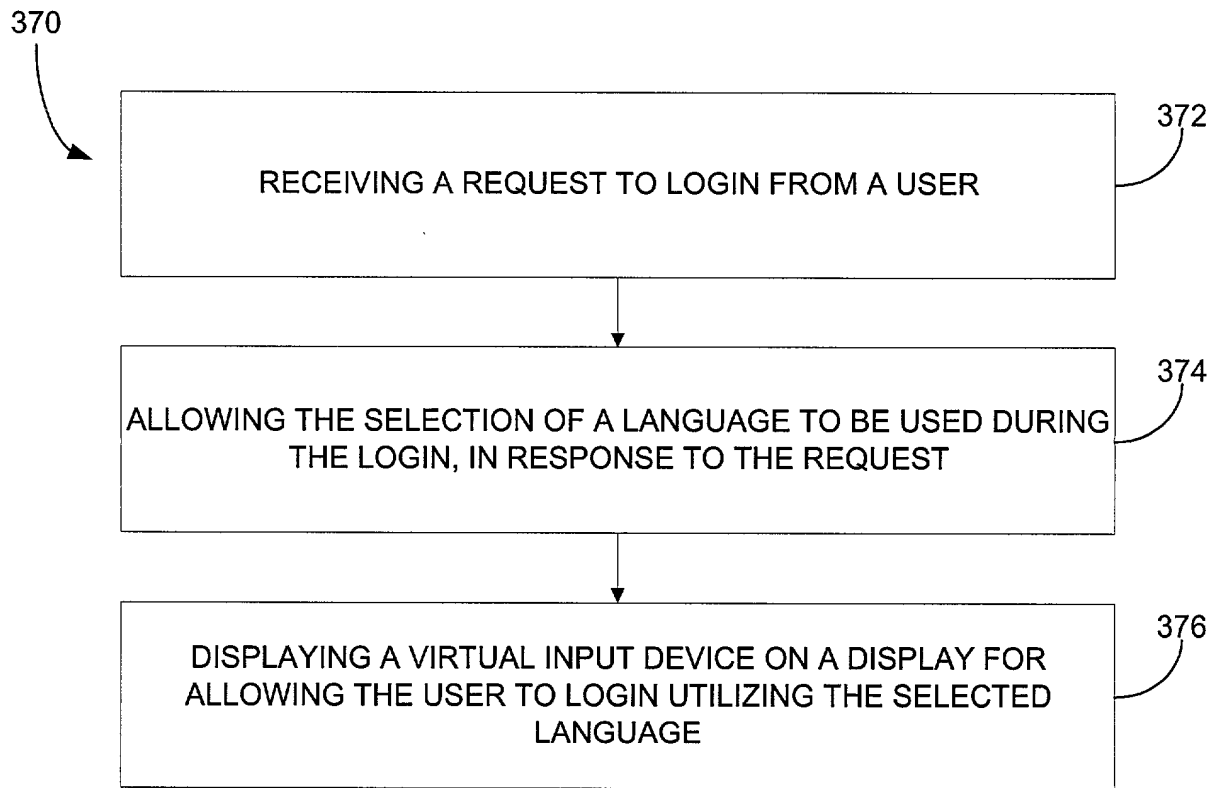 370
372
RECEIVING A REQUEST TO LOGIN FROM A USER
374
ALLOWING THE SELECTION OF A LANGUAGE TO BE USED DURING
THE LOGIN, IN RESPONSE TO THE REQUEST
376
DISPLAYING A VIRTUAL INPUT DEVICE ON A DISPLAY FOR
ALLOWING THE USER TO LOGIN UTILIZING THE SELECTED
LANGUAGE